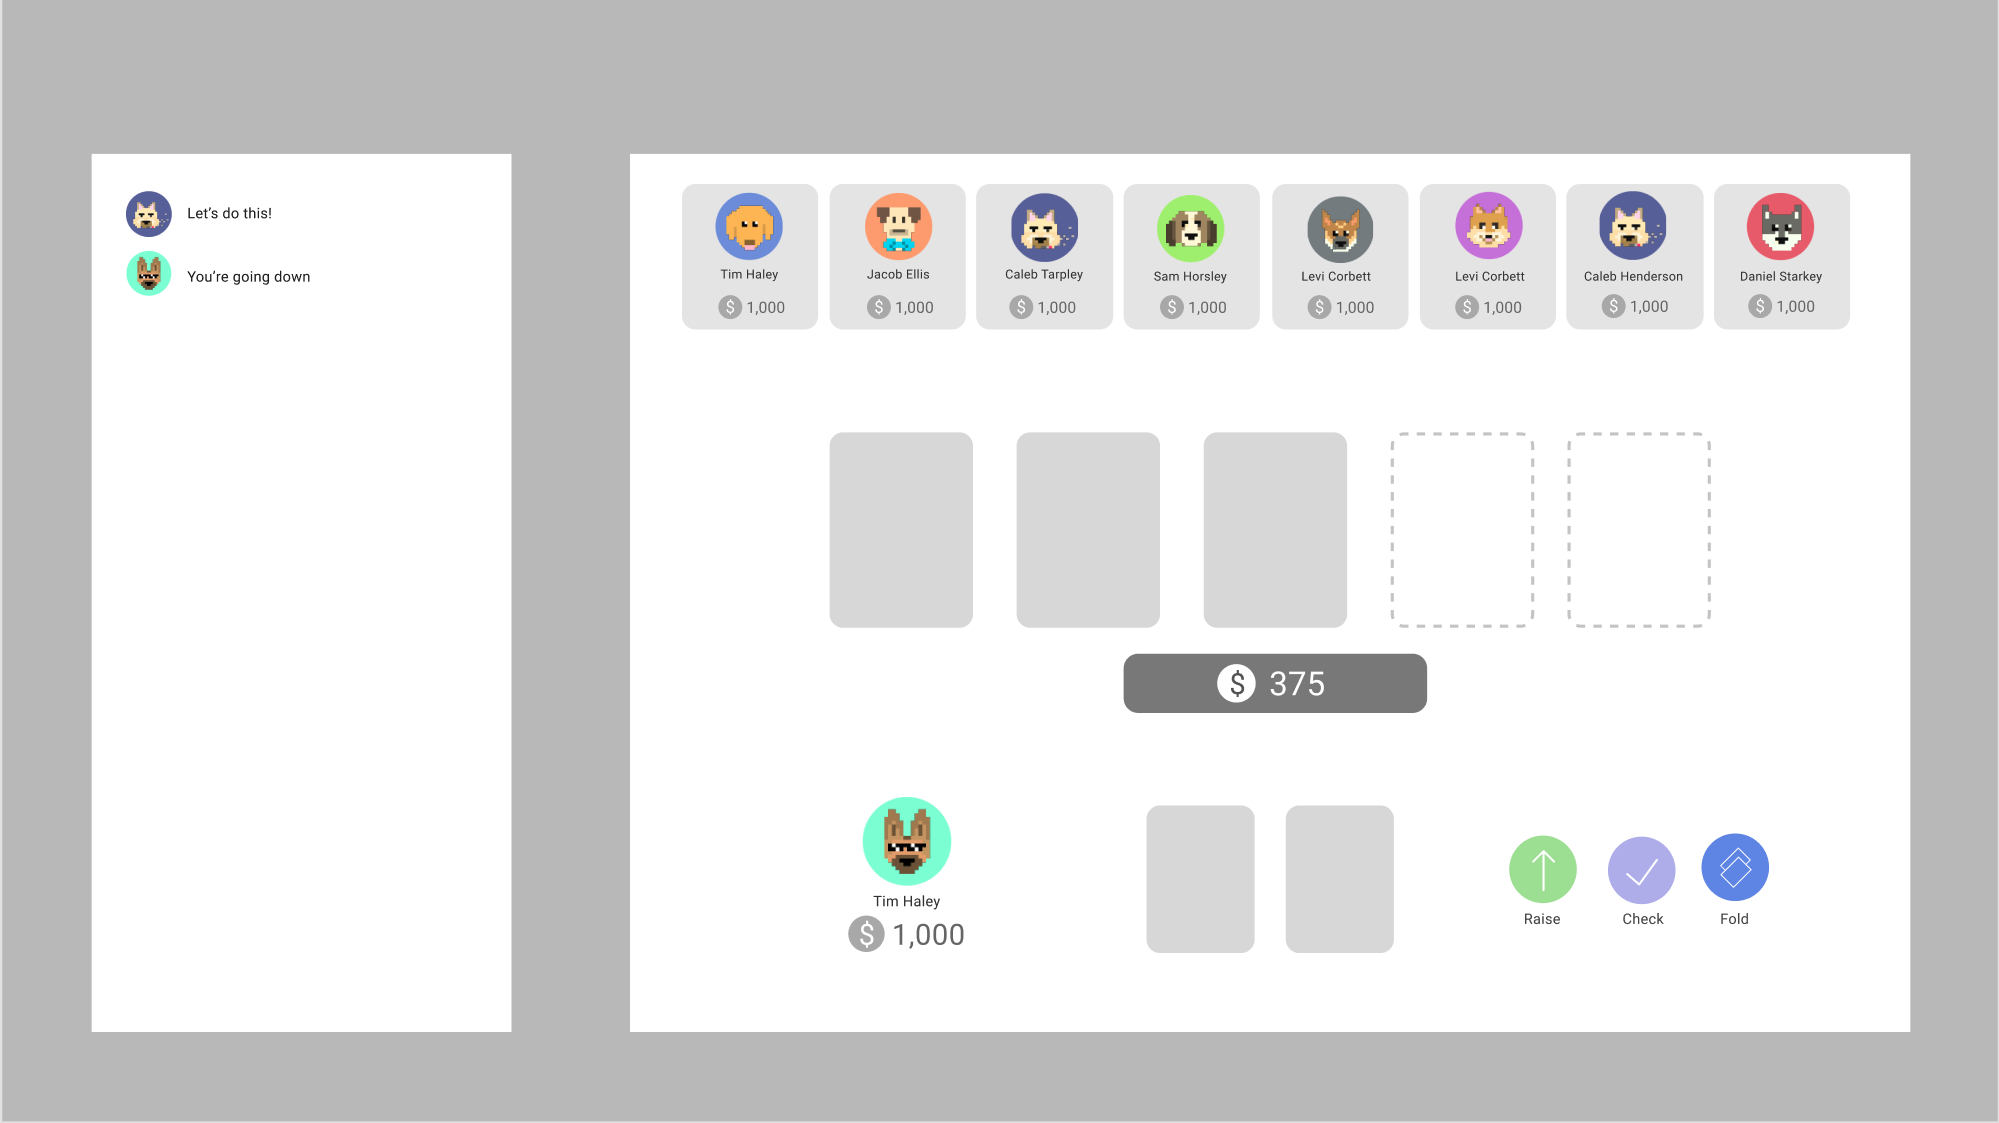 Let's do this!
You're going down
Tim Haley
$ 1,000
Jacob Ellis
$ 1,000
Caleb Tarpley
$ 1,000
Sam Horsley
$ 1,000
Levi Corbett
$ 1,000
Levi Corbett
$ 1,000
Caleb Henderson
$ 1,000
Daniel Starkey
$ 1,000
$ 375
Tim Haley
$ 1,000
Raise
Check
Fold